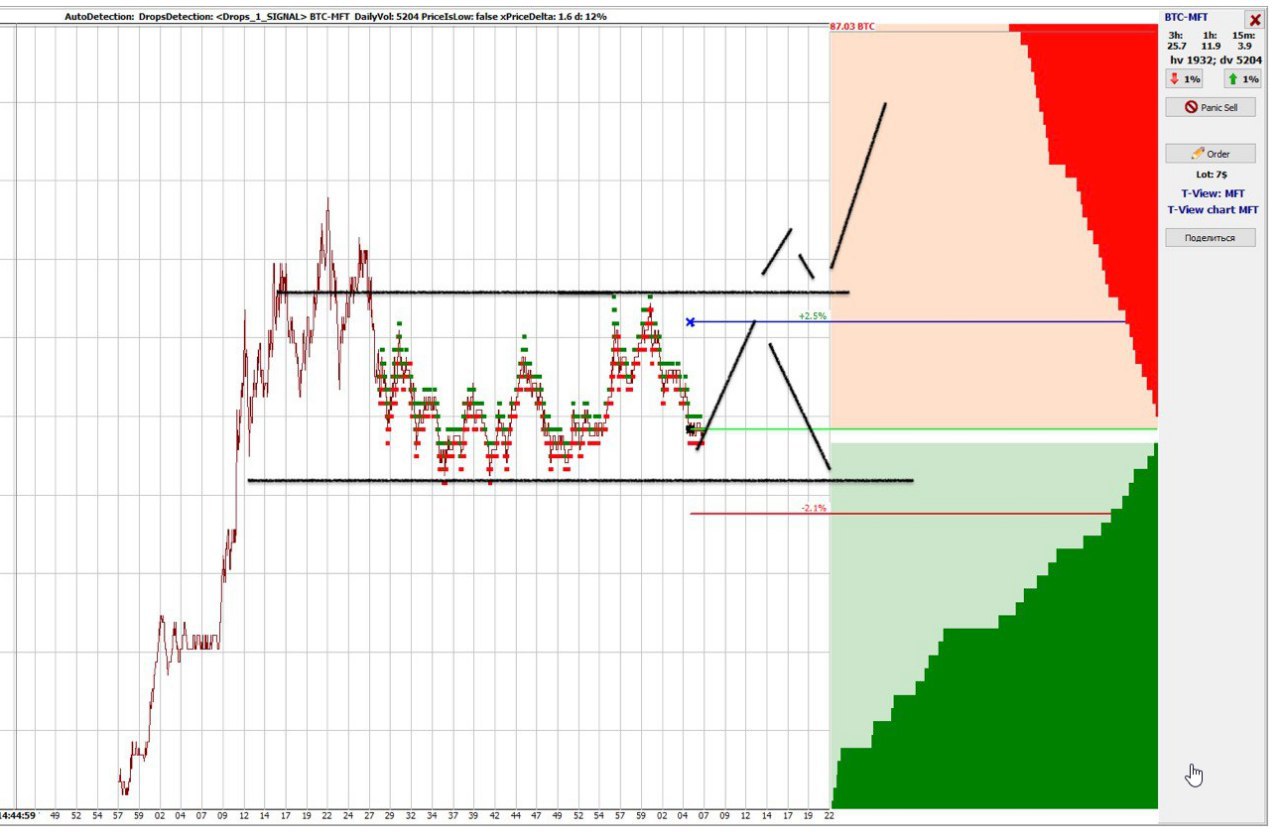 AutoDetection: DropsDetection: <Drops_1_SIGNAL> BTC-MFT DailyVol: 5204 PriceIsLow: false xPriceDelta: 1.6 d: 12%
87.03 BTC
BTC-MFT
3h: 1h: 15m:
25.7 11.9 3.9
hv 1932; dv 5204
1% 1%
Panic Sell
Order
Lot: 7$
T-View: MFT
T-View chart MFT
Поделиться
+2.5%
-2.1%
14:44:59 49 52 54 57 59 02 04 07 09 12 14 17 19 22 24 27 29 32 34 37 39 42 44 47 49 52 54 57 59 02 04 07 09 12 14 17 19 22